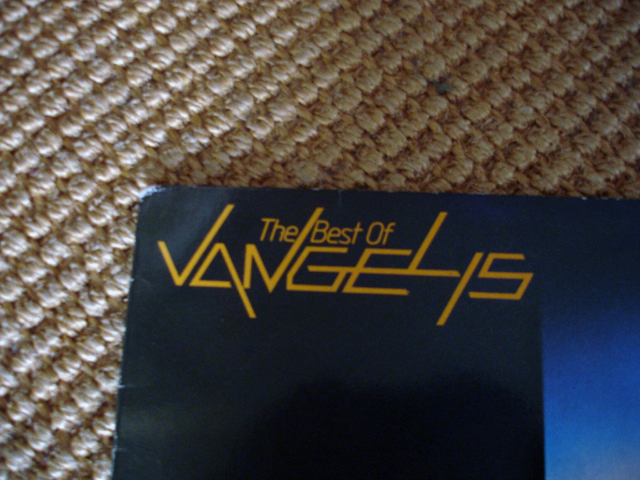 The Best Of
VANGELIS